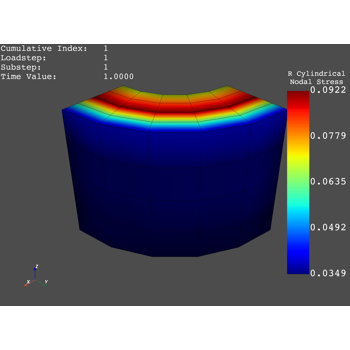 Cumulative Index: 1
Loadstep: 1
Substep: 1
Time Value: 1.0000
R Cylindrical
Nodal Stress
0.0922
0.0779
0.0635
0.0492
0.0349
Z
X Y